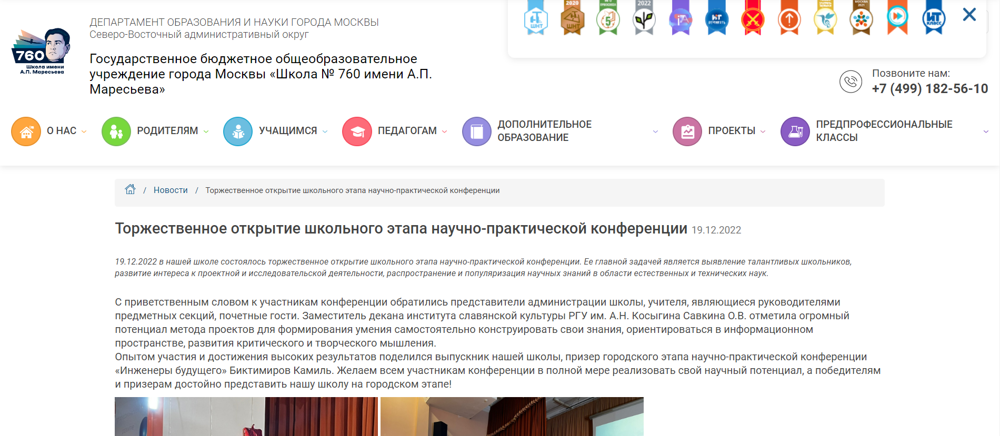 2020
2022
МОСКВА
2021
ШНТ
ШНТ
5
ИТ
КЛАСС
ДЕПАРТАМЕНТ ОБРАЗОВАНИЯ И НАУКИ ГОРОДА МОСКВЫ
Северо-Восточный административный округ
760
Школа имени
А.П. Маресьева
Государственное бюджетное общеобразовательное
учреждение города Москвы «Школа № 760 имени А.П.
Маресьева»
Позвоните нам:
+7 (499) 182-56-10
О НАС
РОДИТЕЛЯМ
УЧАЩИМСЯ
ПЕДАГОГАМ
ДОПОЛНИТЕЛЬНОЕ
ОБРАЗОВАНИЕ
ПРОЕКТЫ
ПРЕДПРОФЕССИОНАЛЬНЫЕ
КЛАССЫ
/ Новости / Торжественное открытие школьного этапа научно-практической конференции
Торжественное открытие школьного этапа научно-практической конференции 19.12.2022
19.12.2022 в нашей школе состоялось торжественное открытие школьного этапа научно-практической конференции. Ее главной задачей является выявление талантливых школьников,
развитие интереса к проектной и исследовательской деятельности, распространение и популяризация научных знаний в области естественных и технических наук.
С приветственным словом к участникам конференции обратились представители администрации школы, учителя, являющиеся руководителями
предметных секций, почетные гости. Заместитель декана института славянской культуры РГУ им. А.Н. Косыгина Савкина О.В. отметила огромный
потенциал метода проектов для формирования умения самостоятельно конструировать свои знания, ориентироваться в информационном
пространстве, развития критического и творческого мышления.
Опытом участия и достижения высоких результатов поделился выпускник нашей школы, призер городского этапа научно-практической конференции
«Инженеры будущего» Биктимиров Камиль. Желаем всем участникам конференции в полной мере реализовать свой научный потенциал, а победителям
и призерам достойно представить нашу школу на городском этапе!